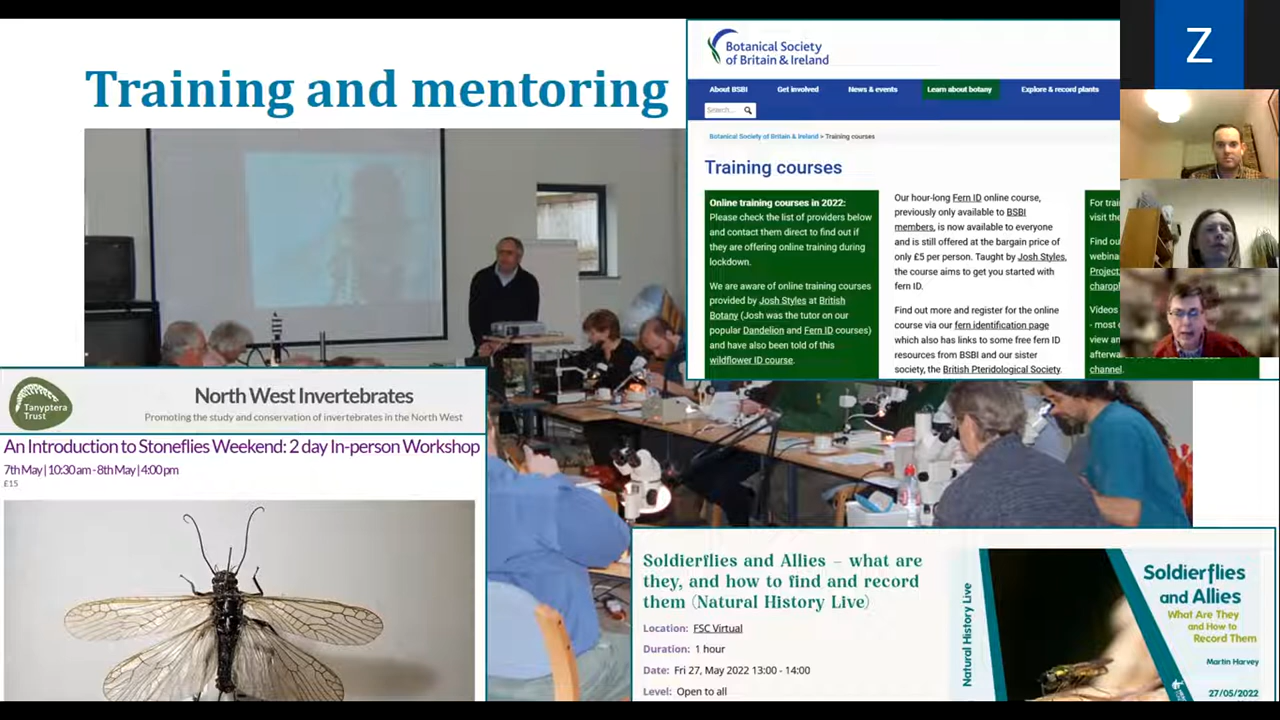 Training and mentoring
Botanical Society
of Britain & Ireland
About BSBI
Get involved
News & events
Learn about botany
Explore & record plants
Search...
Botanical Society of Britain & Ireland > Training courses
Training courses
Online training courses in 2022:
Please check the list of providers below
and contact them direct to find out if
they are offering online training during
lockdown.
We are aware of online training courses
provided by Josh Styles at British
Botany (Josh was the tutor on our
popular Dandelion and Fern ID courses)
and have also been told of this
wildflower ID course.
Our hour-long Fern ID online course,
previously only available to BSBI
members, is now available to everyone
and is still offered at the bargain price of
only £5 per person. Taught by Josh Styles,
the course aims to get you started with
fern ID.
Find out more and register for the online
course via our fern identification page
which also has links to some free fern ID
resources from BSBI and our sister
society, the British Pteridological Society.
For
visit
Find
Project
Videos
- most
view
channel.
Z
Tanyptera
Trust
North West Invertebrates
Promoting the study and conservation of invertebrates in the North West
An Introduction to Stoneflies Weekend: 2 day In-person Workshop
7th May | 10:30 am - 8th May | 4:00 pm
£15
Soldierflies and Allies – what are
they, and how to find and record
them (Natural History Live)
Location: FSC Virtual
Duration: 1 hour
Date: Fri 27, May 2022 13:00 - 14:00
Level: Open to all
Natural History Live
Soldierflies
and Allies
What Are They
and How to
Record Them
Martin Harvey
27/05/2022